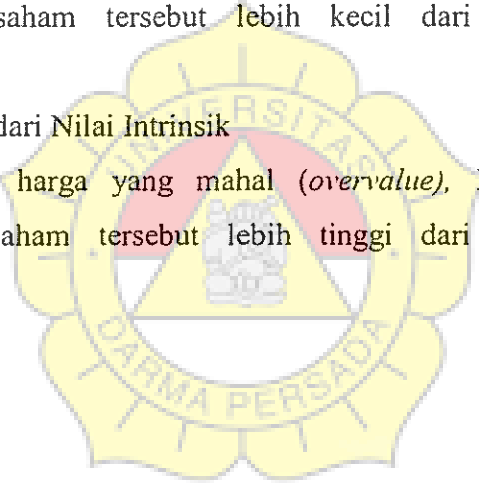 saham tersebut lebih kecil dari
dari Nilai Intrinsik
harga yang mahal (overvalue),
saham tersebut lebih tinggi dari
UNIVERSITAS
DARMA PERSADA